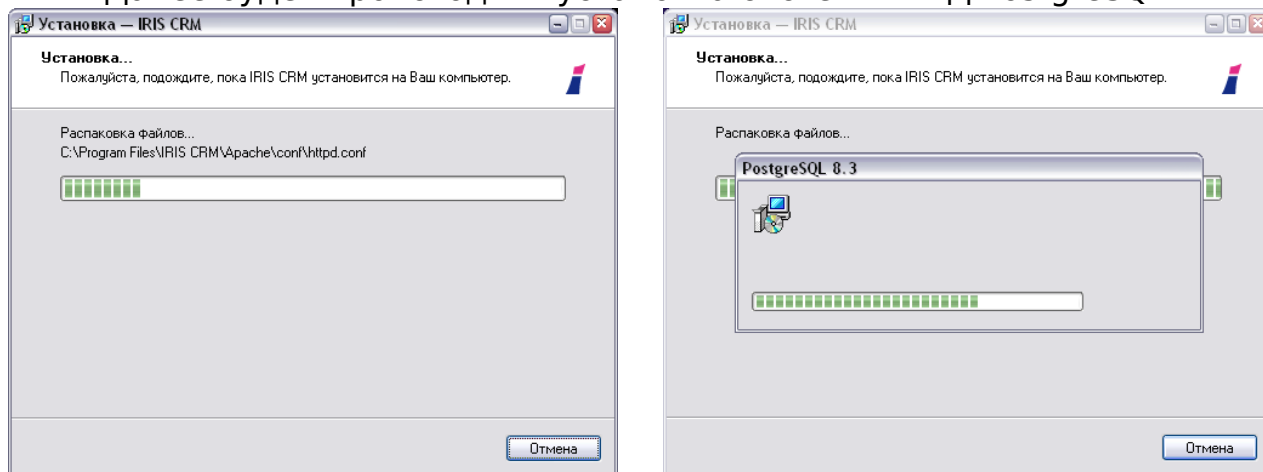 Установка — IRIS CRM
Установка...
Пожалуйста, подождите, пока IRIS CRM установится на Ваш компьютер.
Распаковка файлов...
C:\Program Files\IRIS CRM\Apache\conf\httpd.conf
Отмена
Установка — IRIS CRM
Установка...
Пожалуйста, подождите, пока IRIS CRM установится на Ваш компьютер.
Распаковка файлов...
PostgreSQL 8.3
Отмена